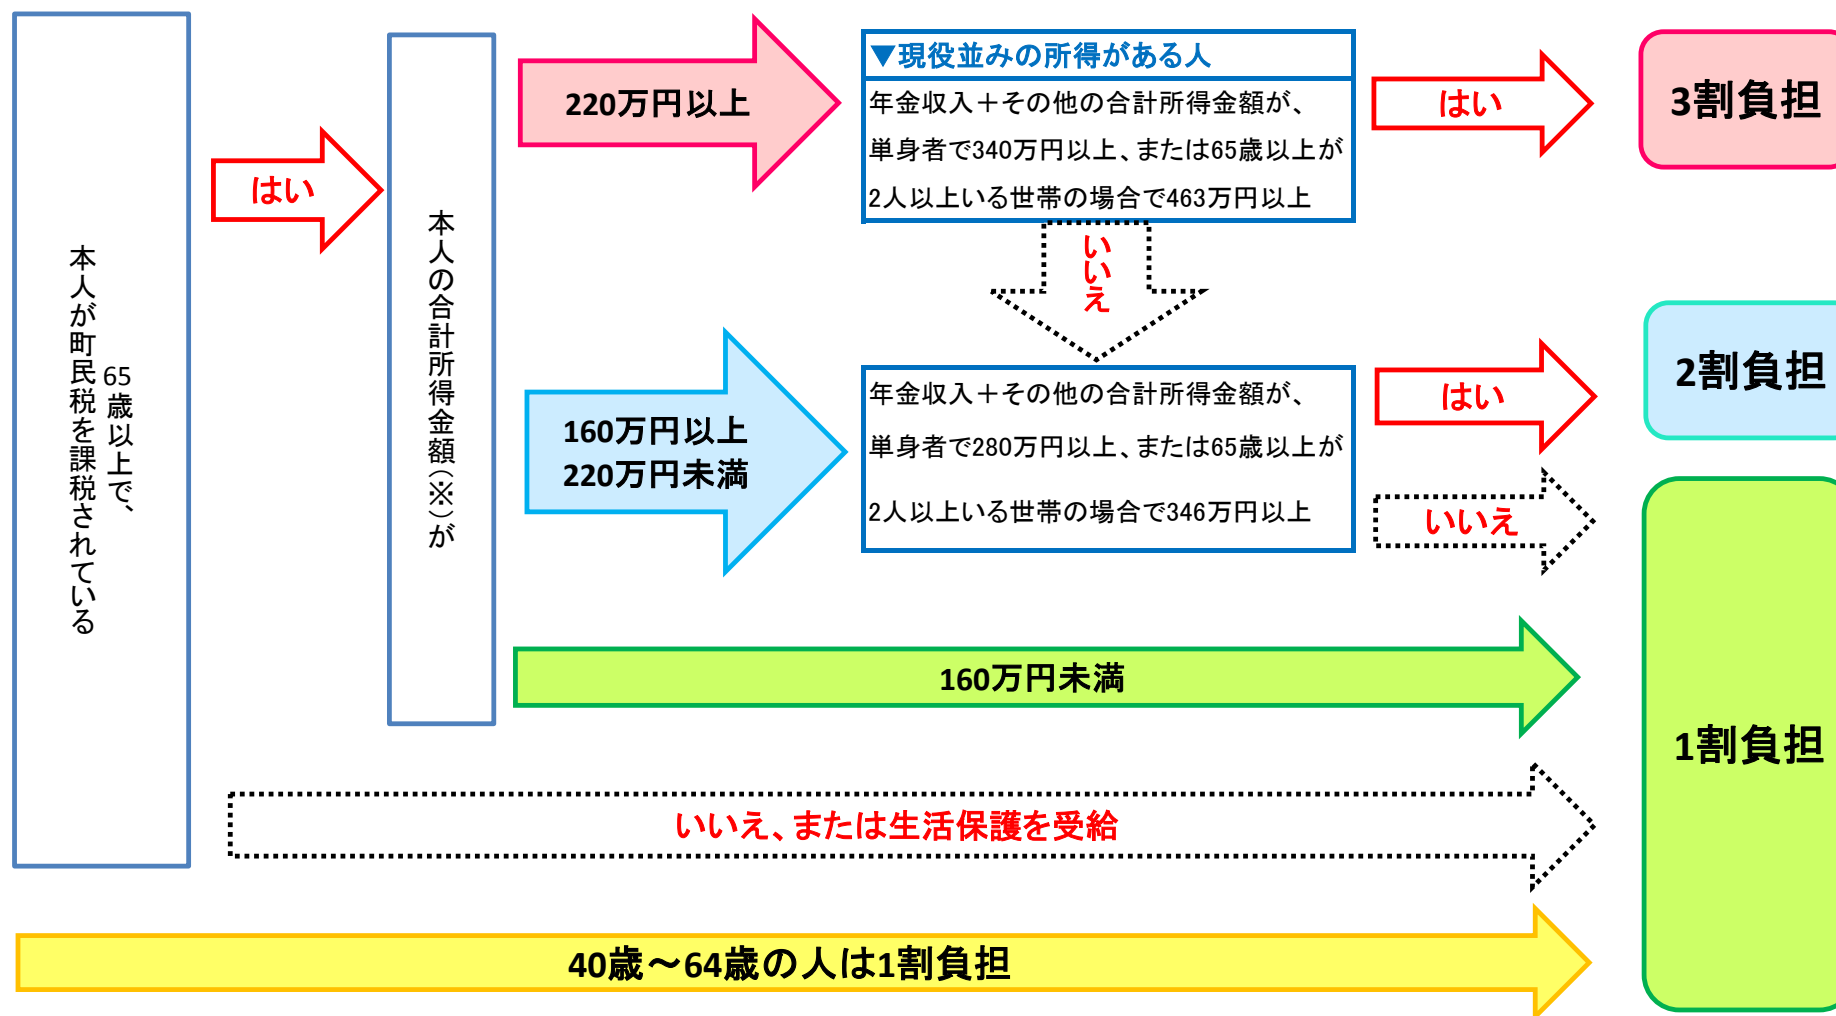 65歳以上で、
本人が町民税を課税されている
はい
本人の合計所得金額（※）が
220万円以上
▼現役並みの所得がある人
年金収入＋その他の合計所得金額が、
単身者で340万円以上、または65歳以上が
2人以上いる世帯の場合で463万円以上
はい
3割負担
いいえ
160万円以上
220万円未満
年金収入＋その他の合計所得金額が、
単身者で280万円以上、または65歳以上が
2人以上いる世帯の場合で346万円以上
はい
2割負担
いいえ
160万円未満
1割負担
いいえ、または生活保護を受給
40歳～64歳の人は1割負担